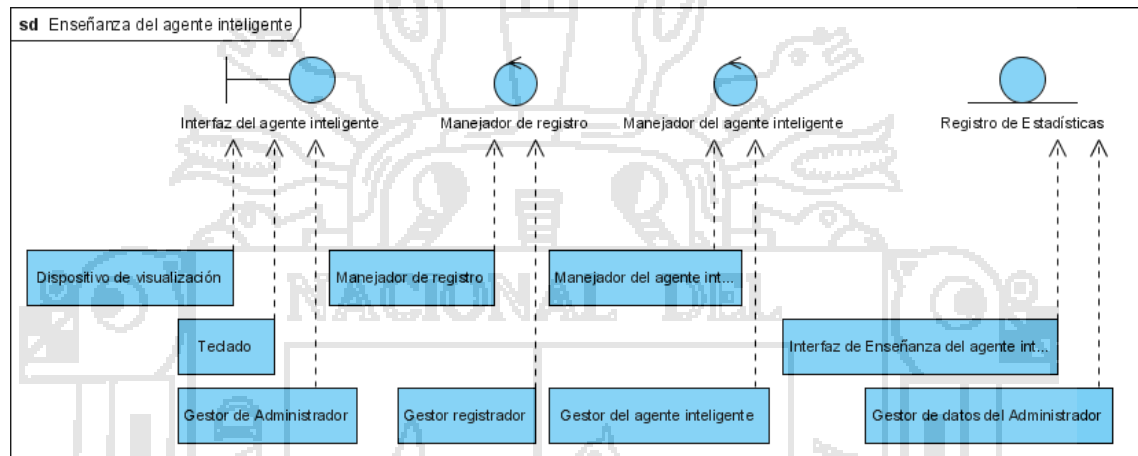 sd Enseñanza del agente inteligente
Interfaz del agente inteligente Manejador de registro Manejador del agente inteligente Registro de Estadísticas
Dispositivo de visualización Manejador de registro Manejador del agente int...
NACIONAL DEL
Teclado Interfaz de Enseñanza del agente int...
Gestor de Administrador Gestor registrador Gestor del agente inteligente Gestor de datos del Administrador